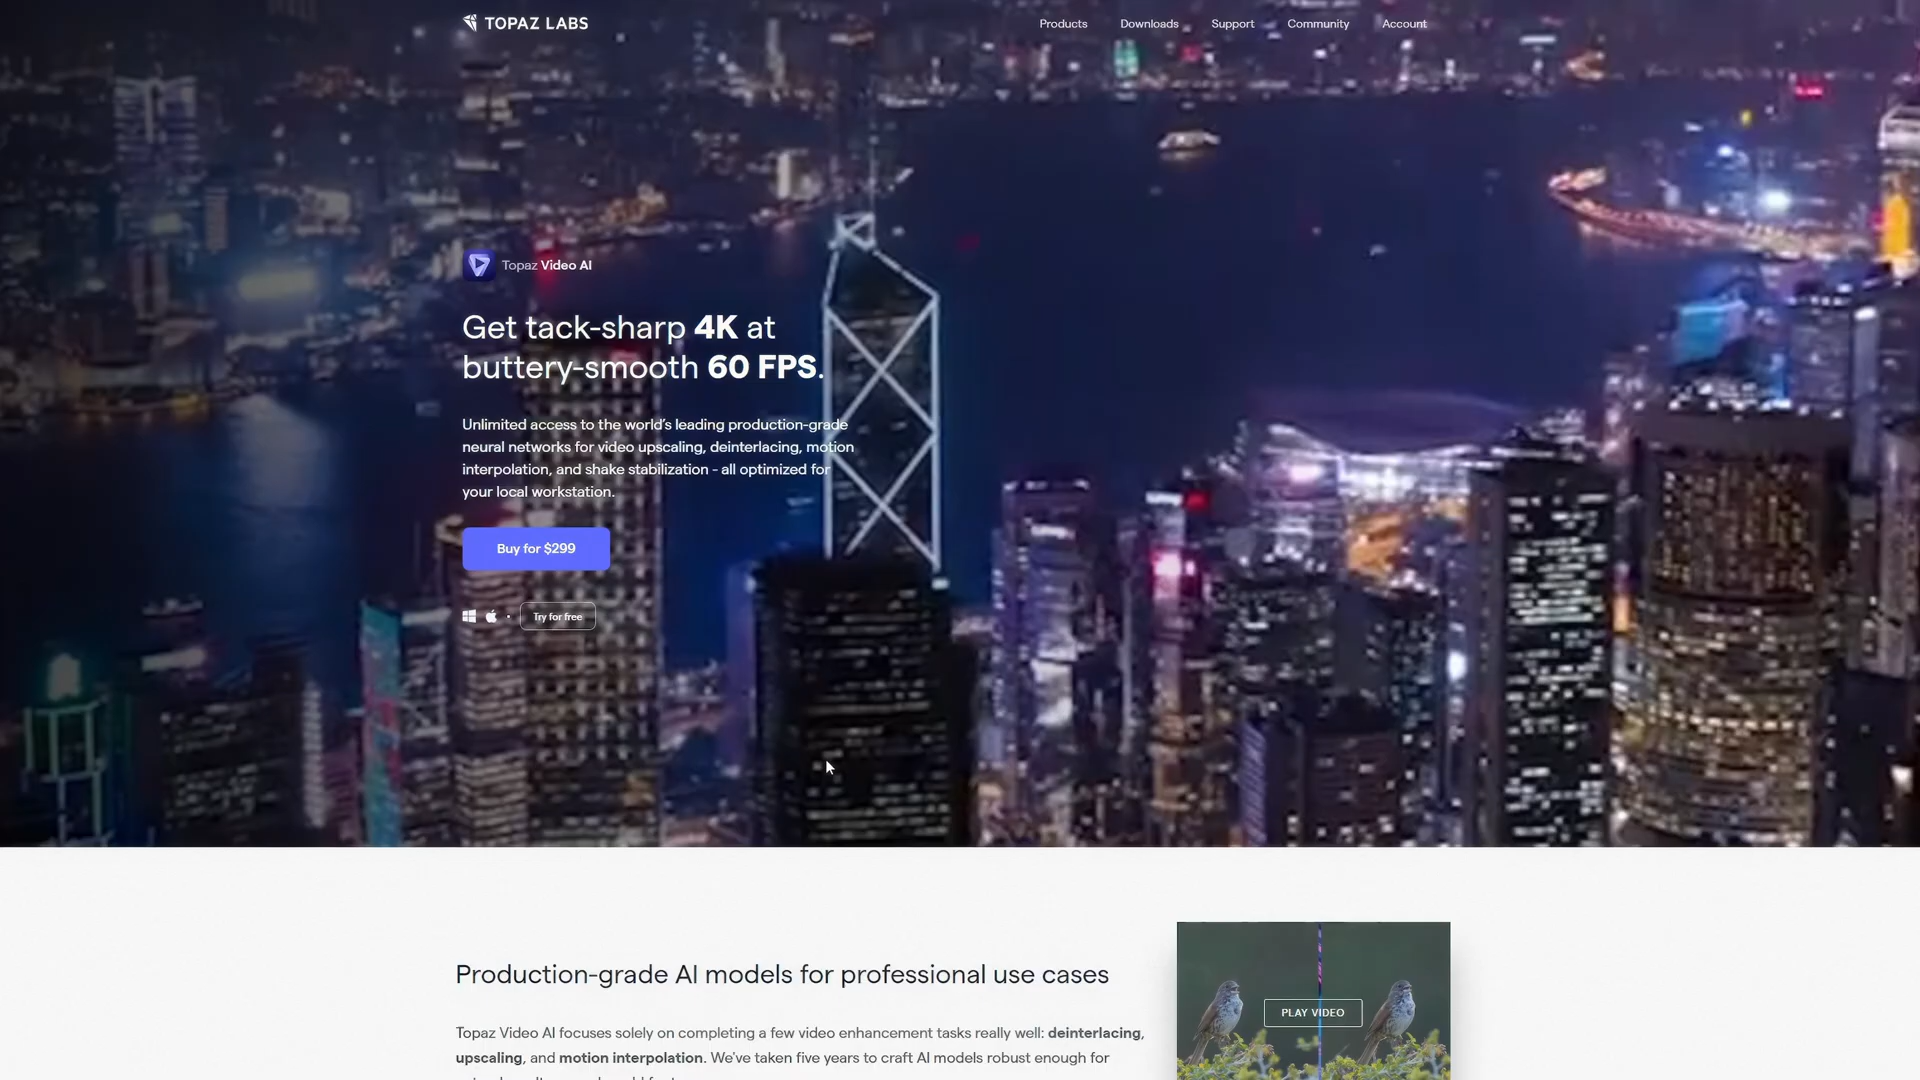 TOPAZ LABS
Products
Downloads
Support
Community
Account
Topaz Video AI
Get tack-sharp 4K at
buttery-smooth 60 FPS.
Unlimited access to the world's leading production-grade
neural networks for video upscaling, deinterlacing, motion
interpolation, and shake stabilization - all optimized for
your local workstation.
Buy for $299
Try for free
Production-grade AI models for professional use cases
PLAY VIDEO
Topaz Video AI focuses solely on completing a few video enhancement tasks really well: deinterlacing,
upscaling, and motion interpolation. We've taken five years to craft AI models robust enough for